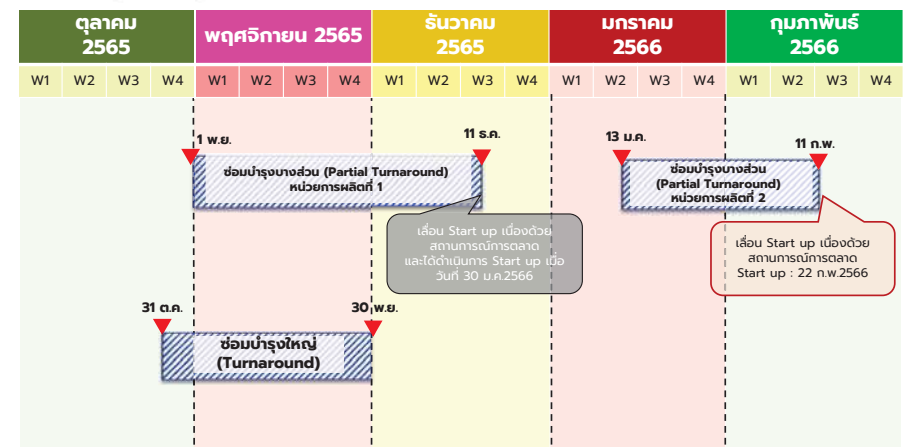 ตุลาคม
2565
พฤศจิกายน 2565
ธันวาคม
2565
มกราคม
2566
กุมภาพันธ์
2566
W1 W2 W3 W4 W1 W2 W3 W4 W1 W2 W3 W4 W1 W2 W3 W4 W1 W2 W3 W4
1 พ.ย.
11 ธ.ค.
ซ่อมบำรุงบางส่วน (Partial Turnaround)
หน่วยการผลิตที่ 1
เลื่อน Start up เนื่องด้วย
สถานการณ์การตลาด
และได้ดำเนินการ Start up เมื่อ
วันที่ 30 ม.ค.2566
13 ม.ค.
11 ก.พ.
ซ่อมบำรุงบางส่วน
(Partial Turnaround)
หน่วยการผลิตที่ 2
เลื่อน Start up เนื่องด้วย
สถานการณ์การตลาด
Start up : 22 ก.พ.2566
31 ต.ค.
30 พ.ย.
ซ่อมบำรุงใหญ่
(Turnaround)